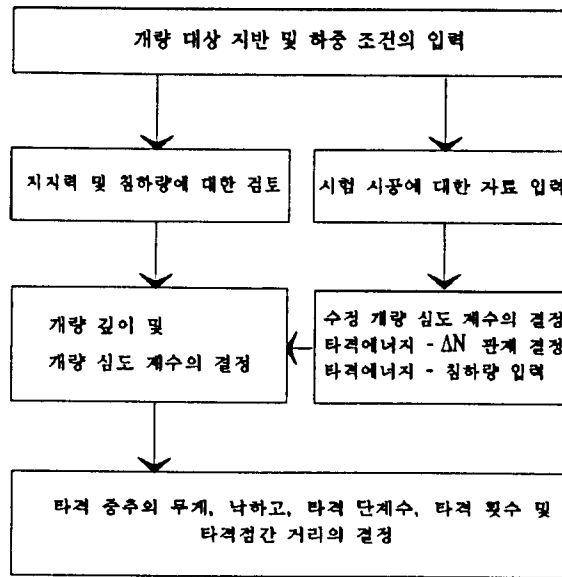 개량 대상 지반 및 하중 조건의 입력
지지력 및 침하량에 대한 검토
시험 시공에 대한 자료 입력
개량 깊이 및
개량 심도 계수의 결정
수정 개량 심도 계수의 결정
타격에너지 - ΔN 관계 결정
타격에너지 - 침하량 입력
타격 중추의 무게, 낙하고, 타격 단계수, 타격 횟수 및
타격점간 거리의 결정